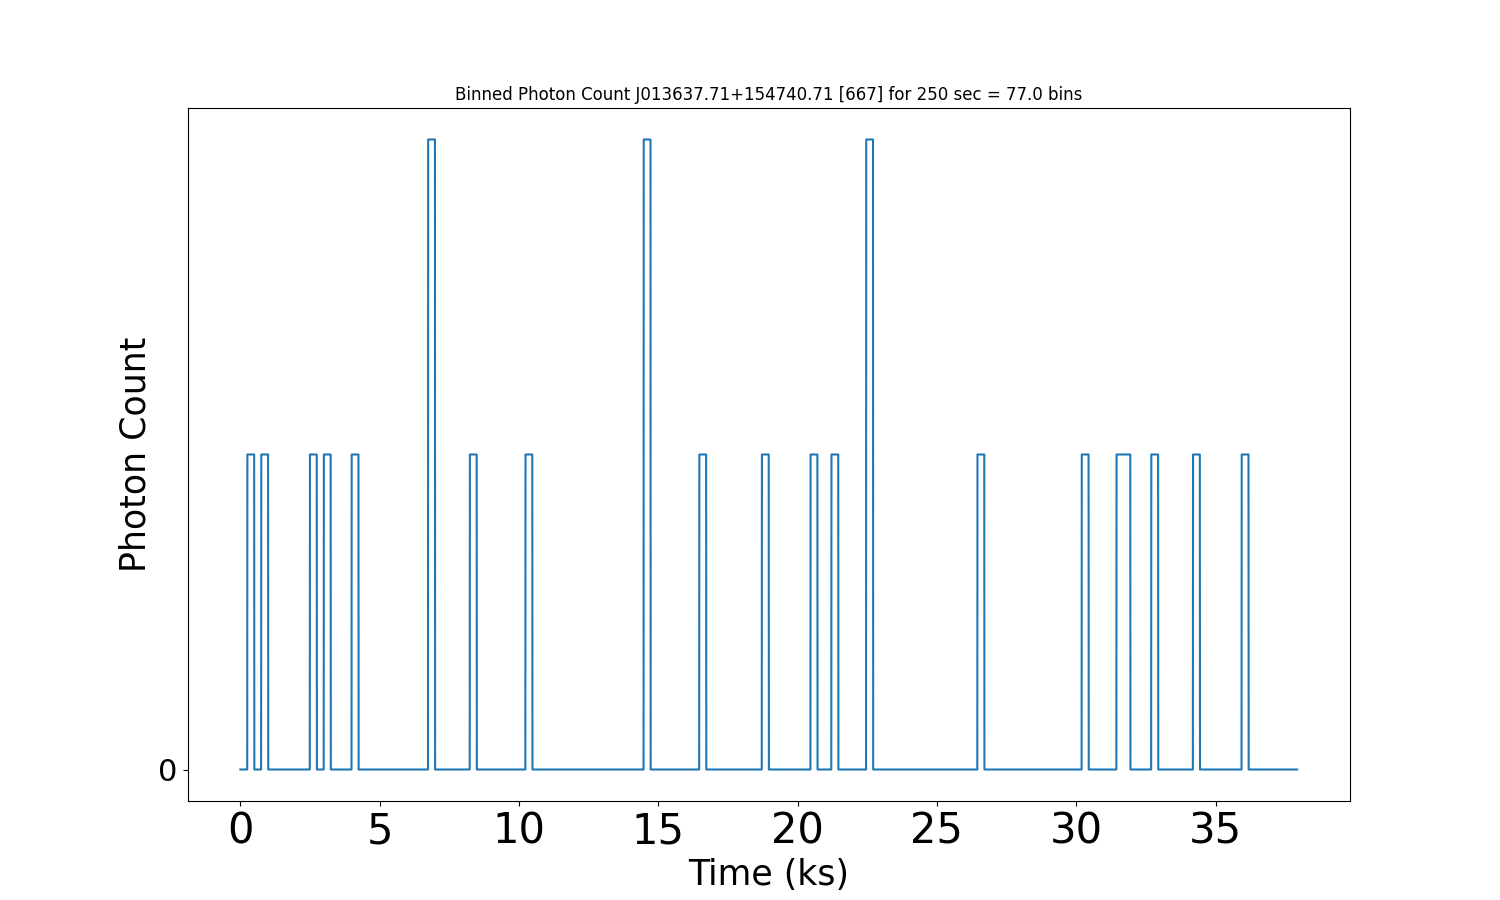 Binned Photon Count J013637.71+154740.71 [667] for 250 sec = 77.0 bins
Photon Count
0
0 5 10 15 20 25 30 35
Time (ks)